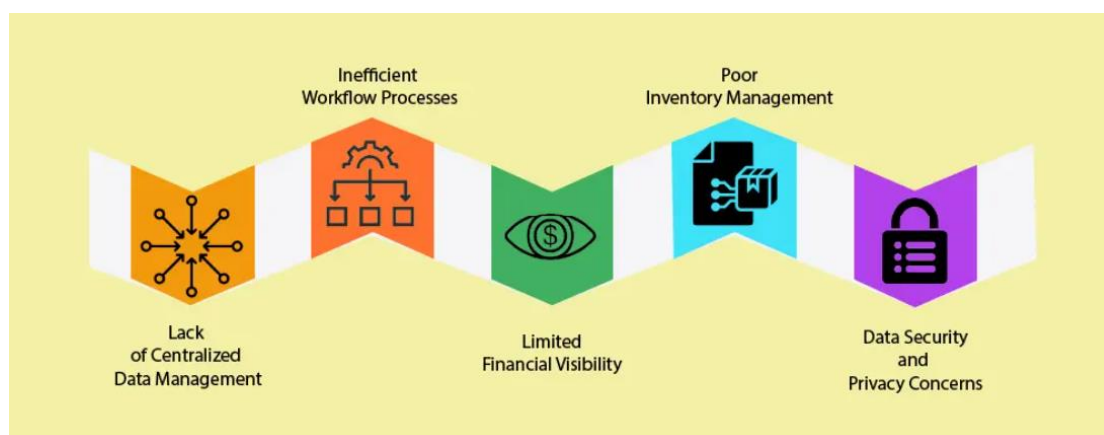 Inefficient
Workflow Processes
Poor
Inventory Management
$
Lack
of Centralized
Data Management
Limited
Financial Visibility
Data Security
and
Privacy Concerns